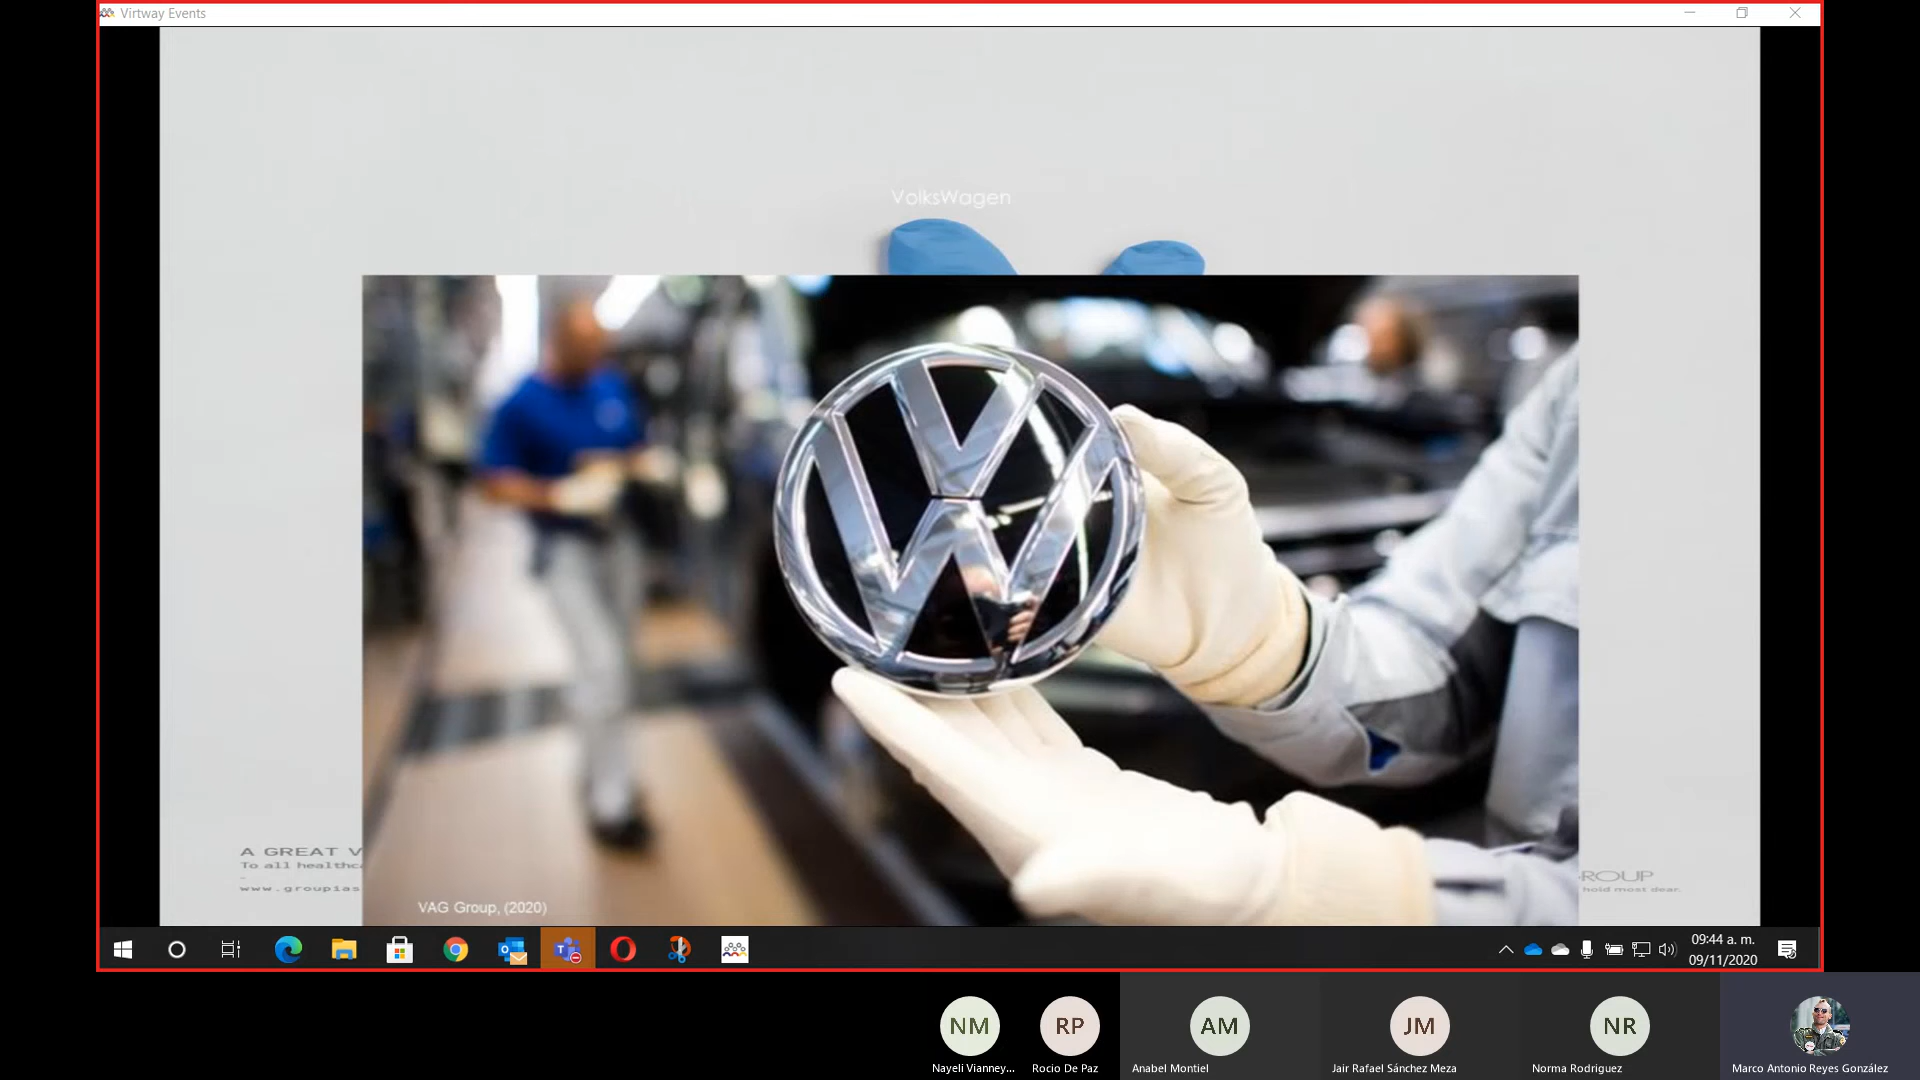 Virtway Events
VolksWagen
A GREAT V
To all healthca
-
www.groupias
ROUP
hold most dear.
VAG Group, (2020)
09:44 a. m.
09/11/2020
NM
RP
AM
JM
NR
Nayeli Vianney...
Rocio De Paz
Anabel Montiel
Jair Rafael Sánchez Meza
Norma Rodriguez
Marco Antonio Reyes González